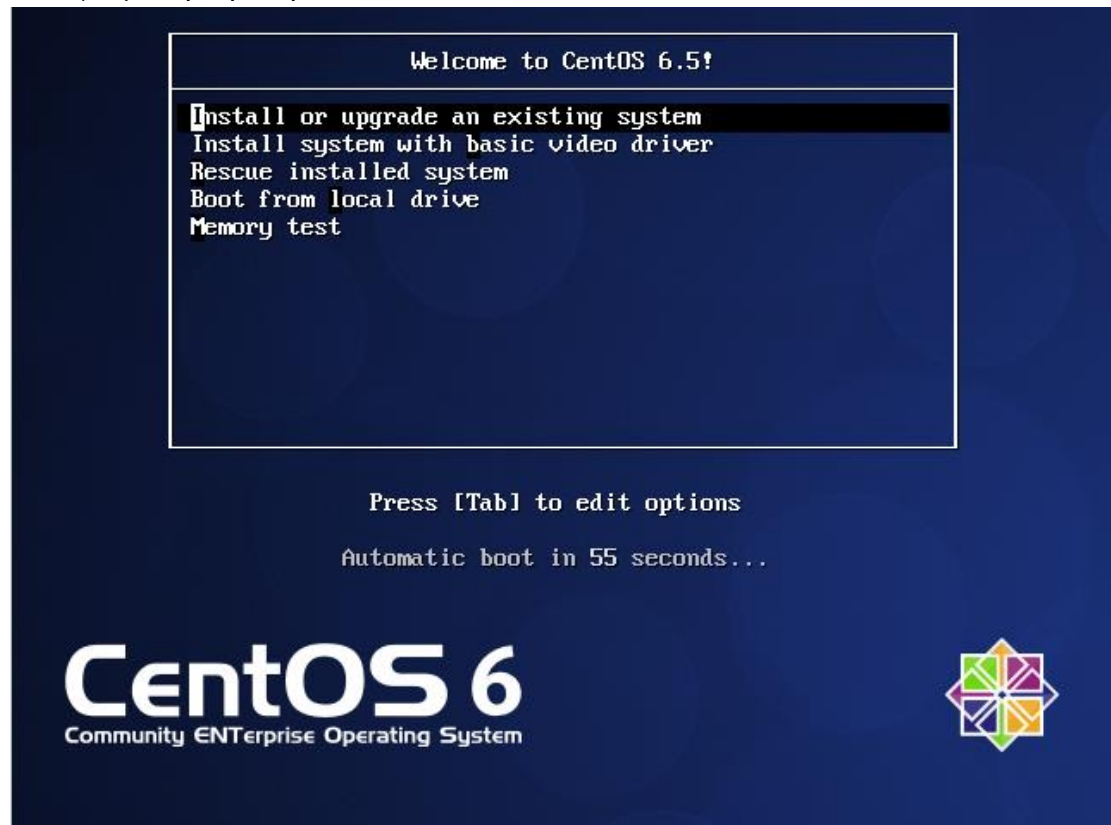 Welcome to CentOS 6.5!
Install or upgrade an existing system
Install system with basic video driver
Rescue installed system
Boot from local drive
Memory test
Press [Tab] to edit options
Automatic boot in 55 seconds...
CentOS 6
Community ENTerprise Operating System